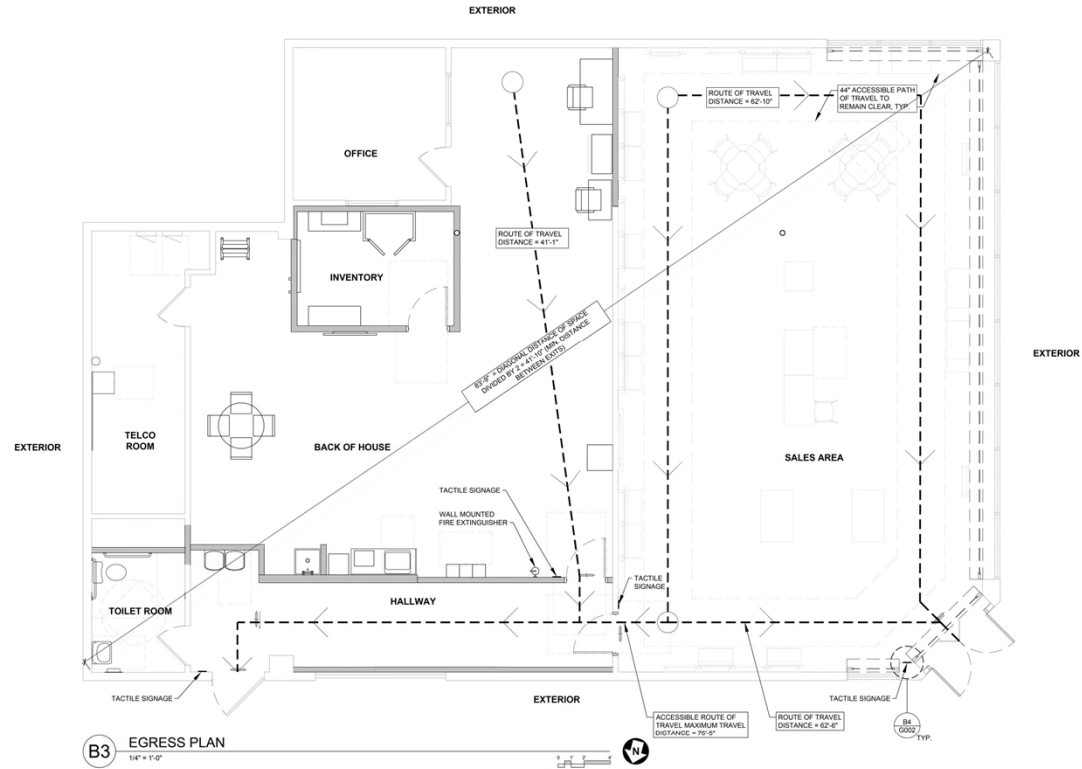 EXTERIOR
ROUTE OF TRAVEL
DISTANCE = 62'-10"
44" ACCESSIBLE PATH
OF TRAVEL TO
REMAIN CLEAR, TYP.
OFFICE
ROUTE OF TRAVEL
DISTANCE = 41'-1"
INVENTORY
83'-9" = DIAGONAL DISTANCE OF SPACE
DIVIDED BY 2 = 41'-10" (MIN. DISTANCE
BETWEEN EXITS)
EXTERIOR
EXTERIOR
TELCO
ROOM
BACK OF HOUSE
SALES AREA
TACTILE SIGNAGE
WALL MOUNTED
FIRE EXTINGUISHER
TACTILE
SIGNAGE
HALLWAY
TOILET ROOM
TACTILE SIGNAGE
EXTERIOR
TACTILE SIGNAGE
ACCESSIBLE ROUTE OF
TRAVEL MAXIMUM TRAVEL
DISTANCE = 76'-5"
ROUTE OF TRAVEL
DISTANCE = 62'-6"
B4
G002
TYP.
B3
EGRESS PLAN
1/4" = 1'-0"
0 1' 2' 4'
N